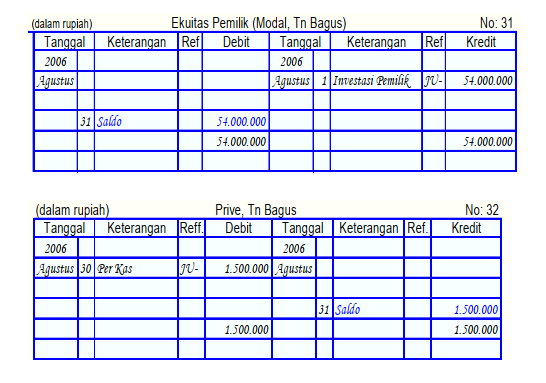 (dalam rupiah) Ekuitas Pemilik (Modal, Tn Bagus) No: 31
Tanggal Keterangan Ref Debit Tanggal Keterangan Ref Kredit
2006 2006
Agustus Agustus 1 Investasi Pemilik JU- 54.000.000
31 Saldo 54.000.000
54.000.000 54.000.000
(dalam rupiah) Prive, Tn Bagus No: 32
Tanggal Keterangan Reff. Debit Tanggal Keterangan Ref. Kredit
2006 2006
Agustus 30 Per Kas JU- 1.500.000 Agustus
31 Saldo 1.500.000
1.500.000 1.500.000